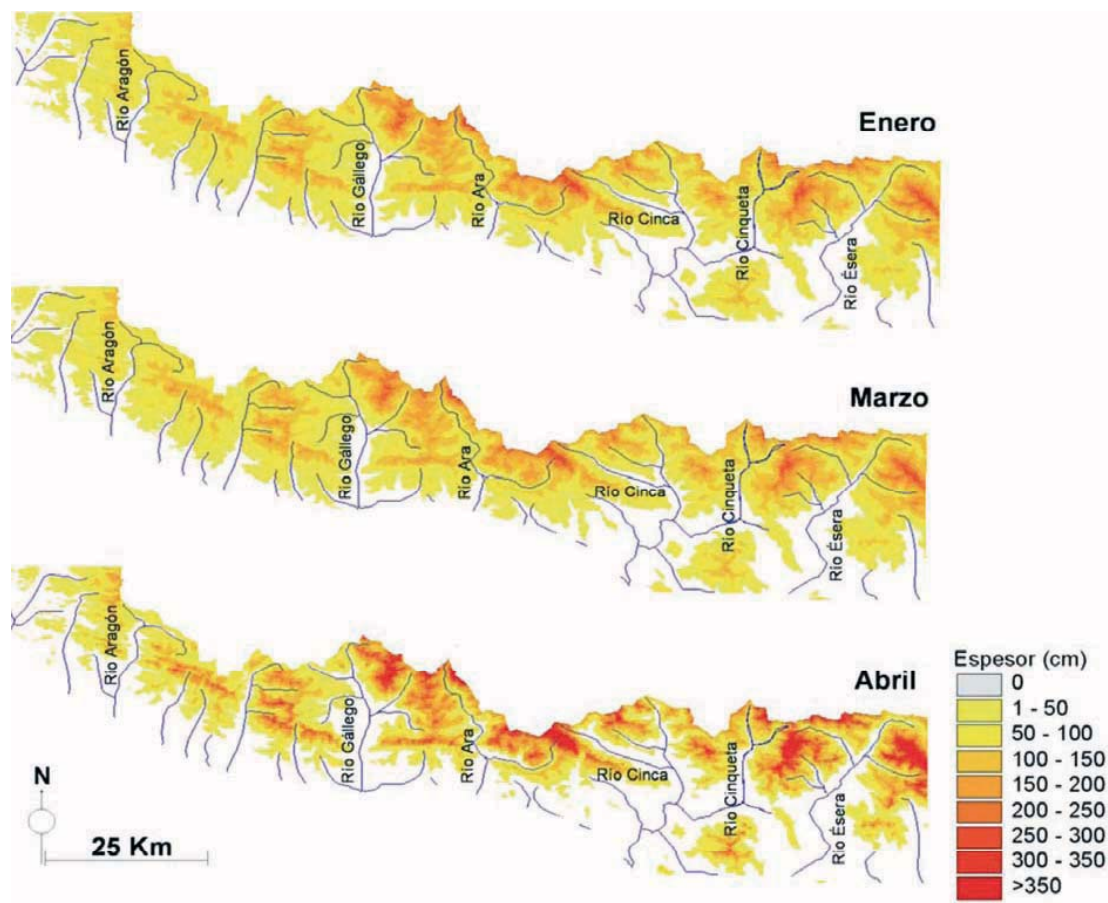 Enero
Río Aragón
Río Gállego
Río Ara
Río Cinca
Río Cinqueta
Río Ésera
Marzo
Río Aragón
Río Gállego
Río Ara
Río Cinca
Río Cinqueta
Río Ésera
Abril
Río Aragón
Río Gállego
Río Ara
Río Cinca
Río Cinqueta
Río Ésera
N
25 Km
Espesor (cm)
0
1 - 50
50 - 100
100 - 150
150 - 200
200 - 250
250 - 300
300 - 350
>350